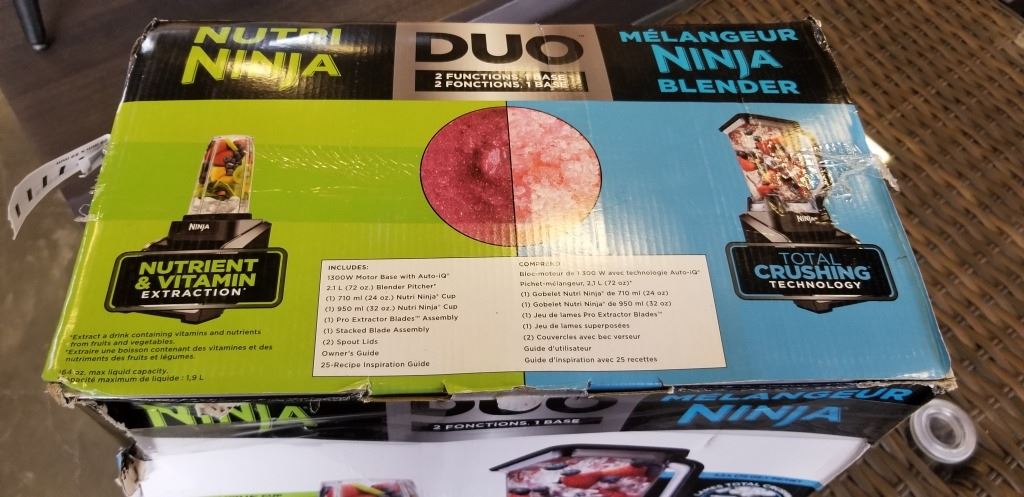 NUTRI
NINJA
DUO™
2 FUNCTIONS, 1 BASE
2 FONCTIONS, 1 BASE
MÉLANGEUR
NINJA
BLENDER
NINJA
NUTRIENT
& VITAMIN
EXTRACTION*
NINJA
TOTAL
CRUSHING™
TECHNOLOGY
INCLUDES:
1300W Motor Base with Auto-iQ®
2.1 L (72 oz.) Blender Pitcher*
(1) 710 ml (24 oz.) Nutri Ninja® Cup
(1) 950 ml (32 oz.) Nutri Ninja® Cup
(1) Pro Extractor Blades™ Assembly
(1) Stacked Blade Assembly
(2) Spout Lids
Owner's Guide
25-Recipe Inspiration Guide
COMPREND
Bloc-moteur de 1 300 W avec technologie Auto-iQ®
Pichet-mélangeur, 2,1 L (72 oz)*
(1) Gobelet Nutri Ninja® de 710 ml (24 oz)
(1) Gobelet Nutri Ninja® de 950 ml (32 oz)
(1) Jeu de lames Pro Extractor Blades™
(1) Jeu de lames superposées
(2) Couvercles avec bec verseur
Guide d'utilisateur
Guide d'inspiration avec 25 recettes
*Extract a drink containing vitamins and nutrients
from fruits and vegetables.
*Extraire une boisson contenant des vitamines et des
nutriments des fruits et légumes.
*64 oz. max liquid capacity.
maximale de liquide : 1,9 L
NINJA
DUO
2 FONCTIONS, 1 BASE
MÉLANGEUR
NINJA